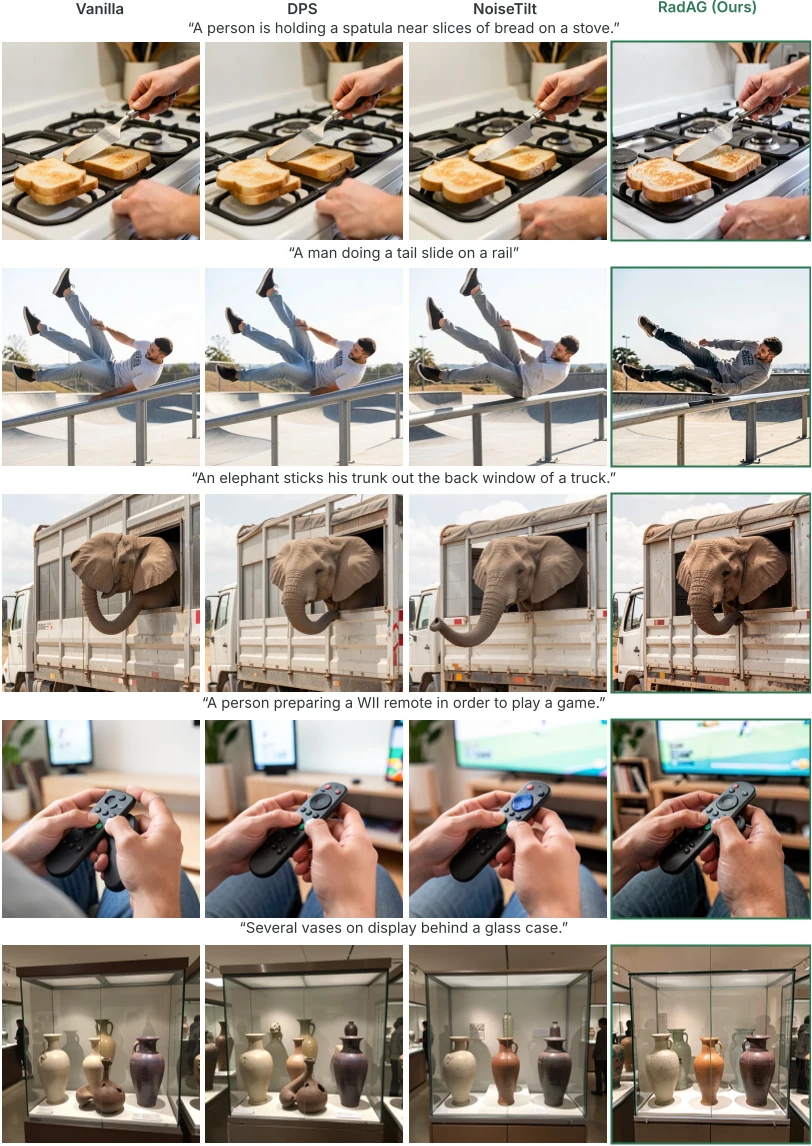 Vanilla DPS NoiseTilt RadAG (Ours)
“A person is holding a spatula near slices of bread on a stove.”
“A man doing a tail slide on a rail”
“An elephant sticks his trunk out the back window of a truck.”
“A person preparing a WII remote in order to play a game.”
“Several vases on display behind a glass case.”